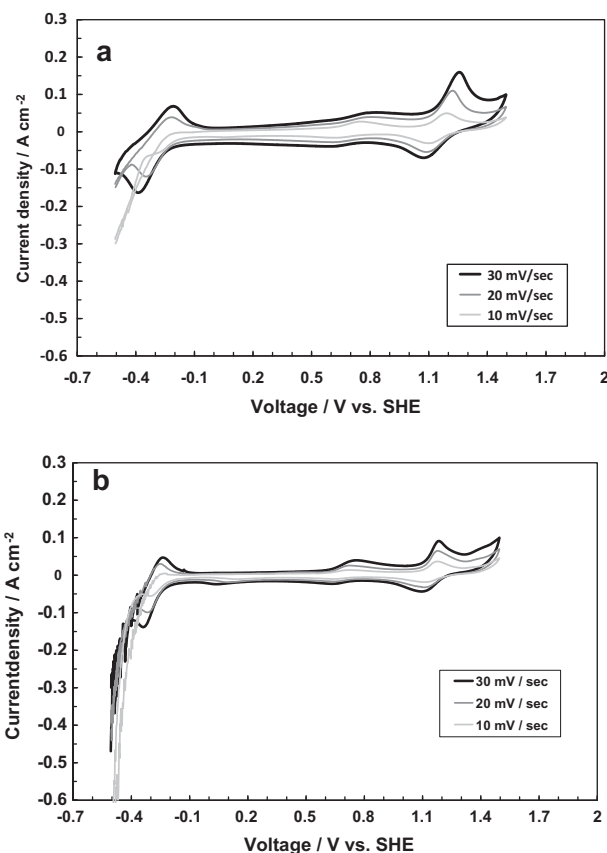 a
0.3
0.2
0.1
0
-0.1
-0.2
-0.3
-0.4
-0.5
-0.6
Current density / A cm-2
30 mV/sec
20 mV/sec
10 mV/sec
-0.7 -0.4 -0.1 0.2 0.5 0.8 1.1 1.4 1.7 2
Voltage / V vs. SHE
b
0.3
0.2
0.1
0
-0.1
-0.2
-0.3
-0.4
-0.5
-0.6
Currentdensity / A cm-2
30 mV / sec
20 mV / sec
10 mV / sec
-0.7 -0.4 -0.1 0.2 0.5 0.8 1.1 1.4 1.7 2
Voltage / V vs. SHE